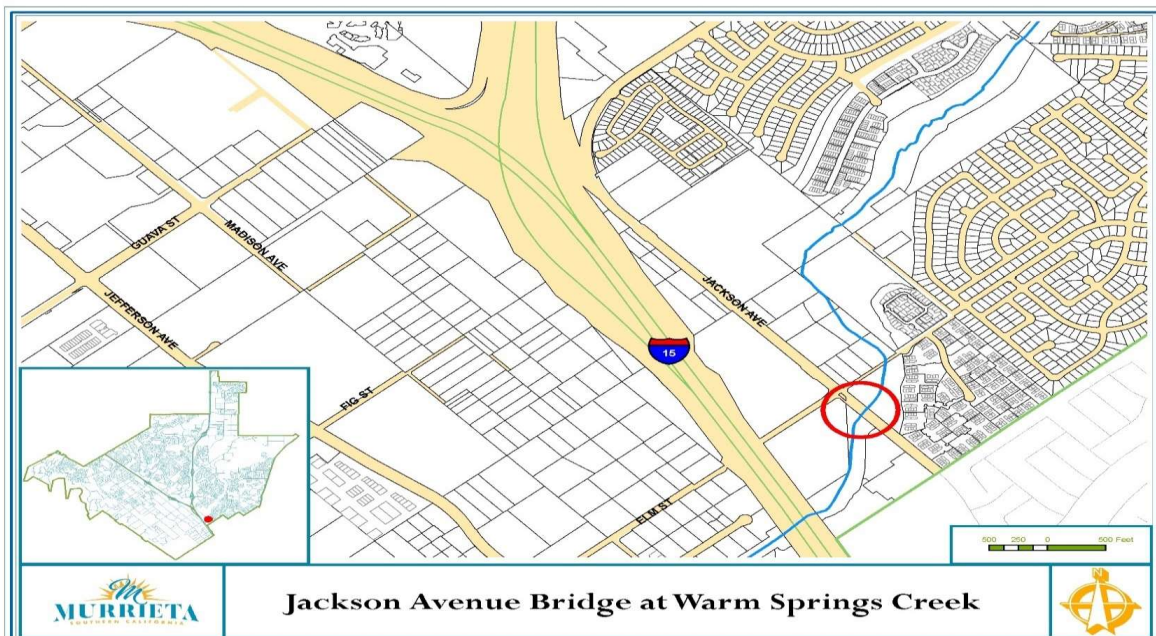 GUAVA ST
MADISON AVE
JEFFERSON AVE
JACKSON AVE
15
FIG ST
ELM ST
500 250 0 500 Feet
M
MURRIETA
SOUTHERN CALIFORNIA
Jackson Avenue Bridge at Warm Springs Creek
N